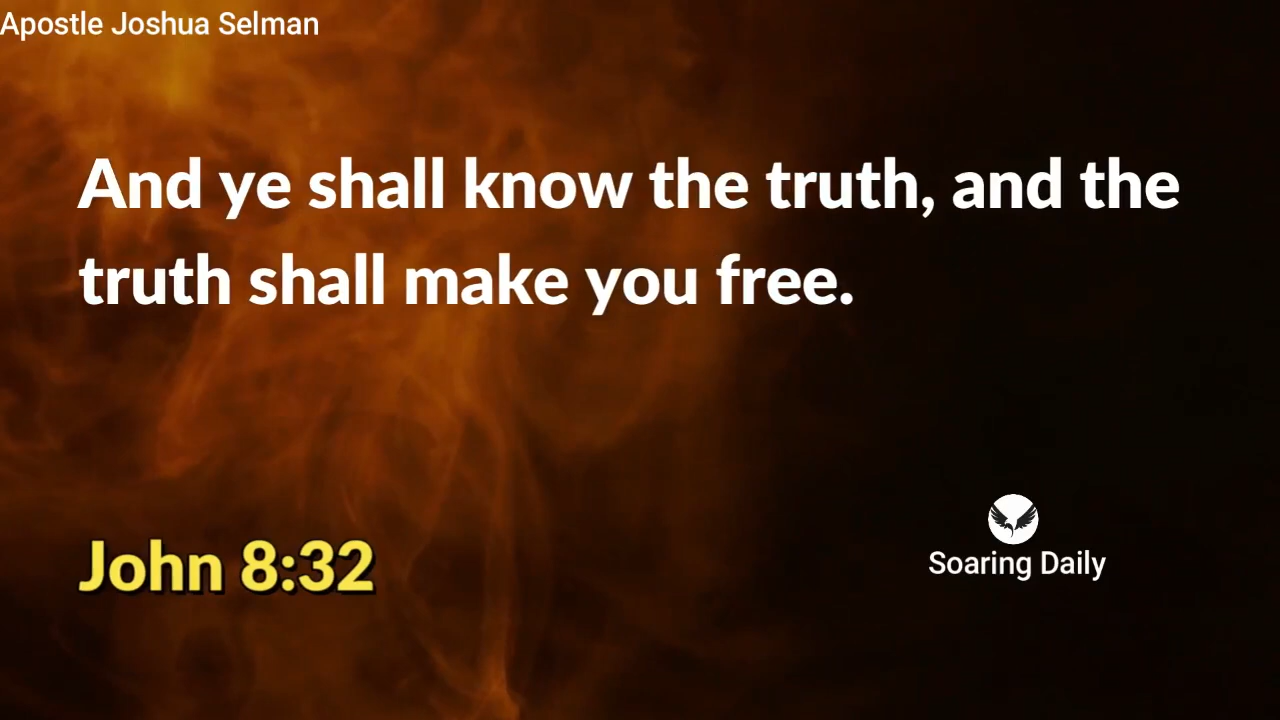 Apostle Joshua Selman
And ye shall know the truth, and the
truth shall make you free.
John 8:32
Soaring Daily